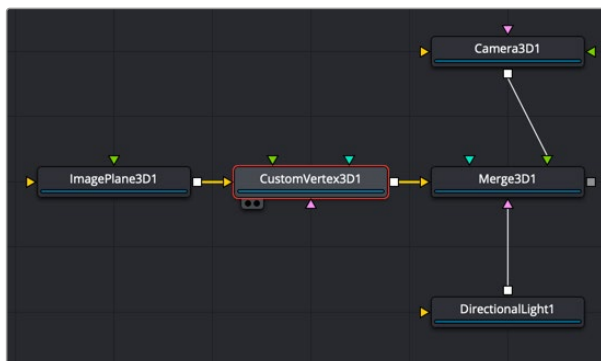 Camera3D1
ImagePlane3D1
CustomVertex3D1
Merge3D1
DirectionalLight1